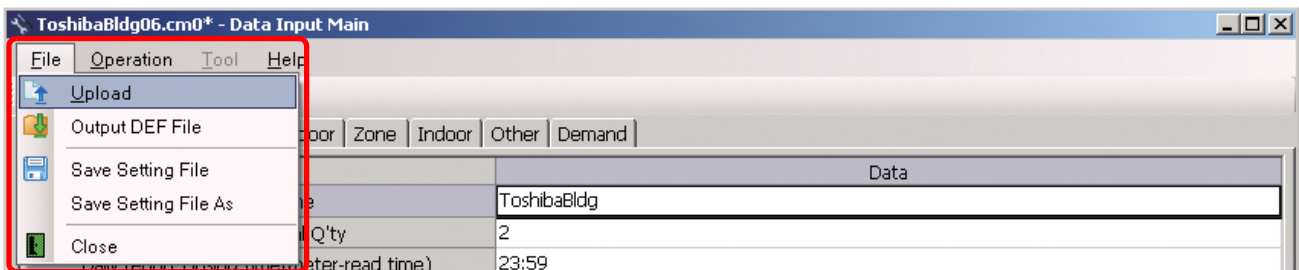 ToshibaBldg06.cm0* - Data Input Main
File Operation Tool Help
Upload
Output DEF File
Save Setting File
Save Setting File As
Close
Zone Indoor Other Demand
Data
ToshibaBldg
Q'ty 2
23:59